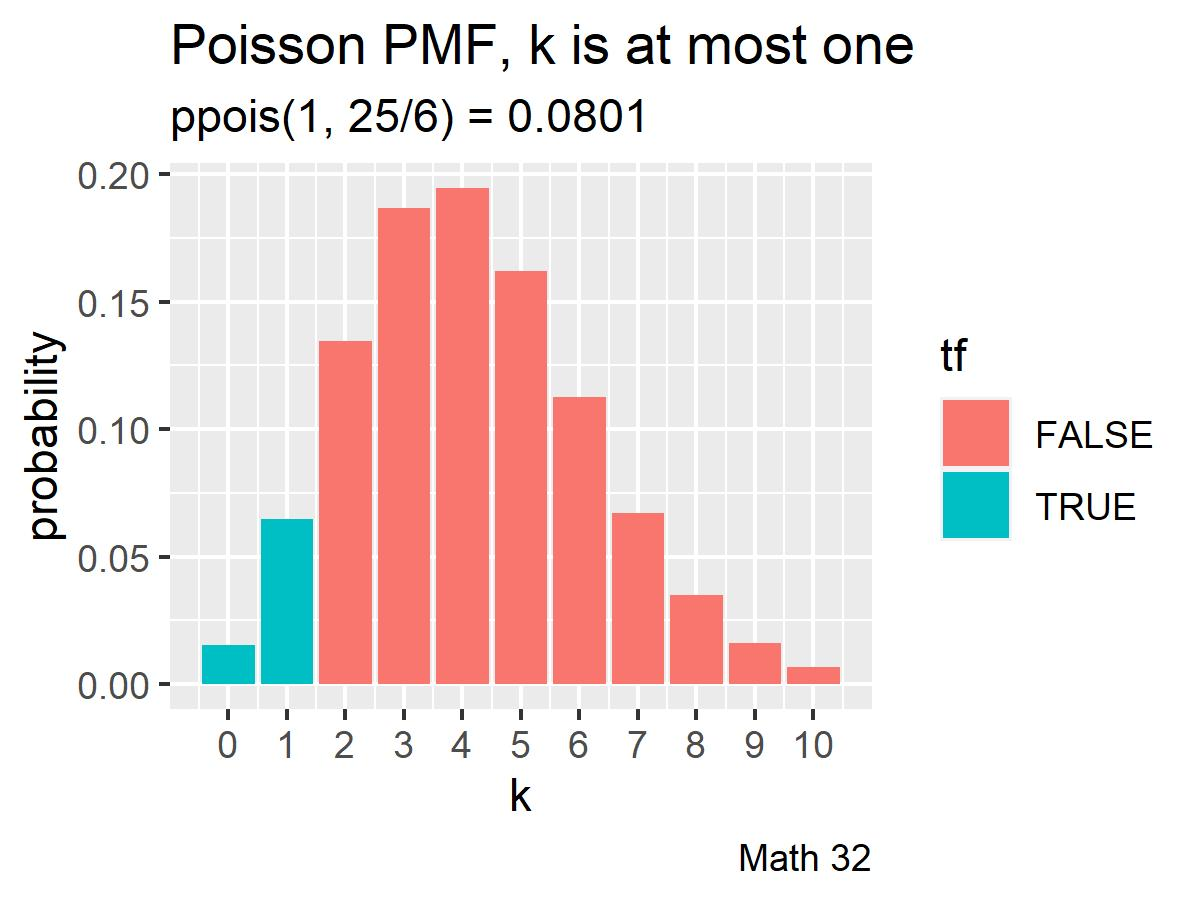 Poisson PMF, k is at most one
ppois(1, 25/6) = 0.0801
probability
0.20
0.15
0.10
0.05
0.00
0 1 2 3 4 5 6 7 8 9 10
k
tf
FALSE
TRUE
Math 32